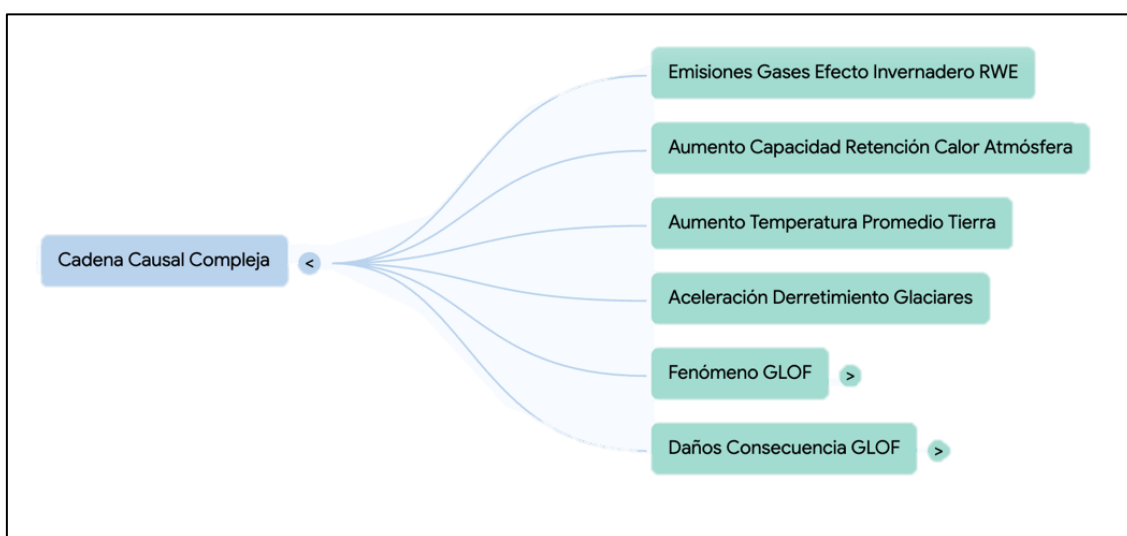 Emisiones Gases Efecto Invernadero RWE
Aumento Capacidad Retención Calor Atmósfera
Aumento Temperatura Promedio Tierra
Cadena Causal Compleja <
Aceleración Derretimiento Glaciares
Fenómeno GLOF >
Daños Consecuencia GLOF >